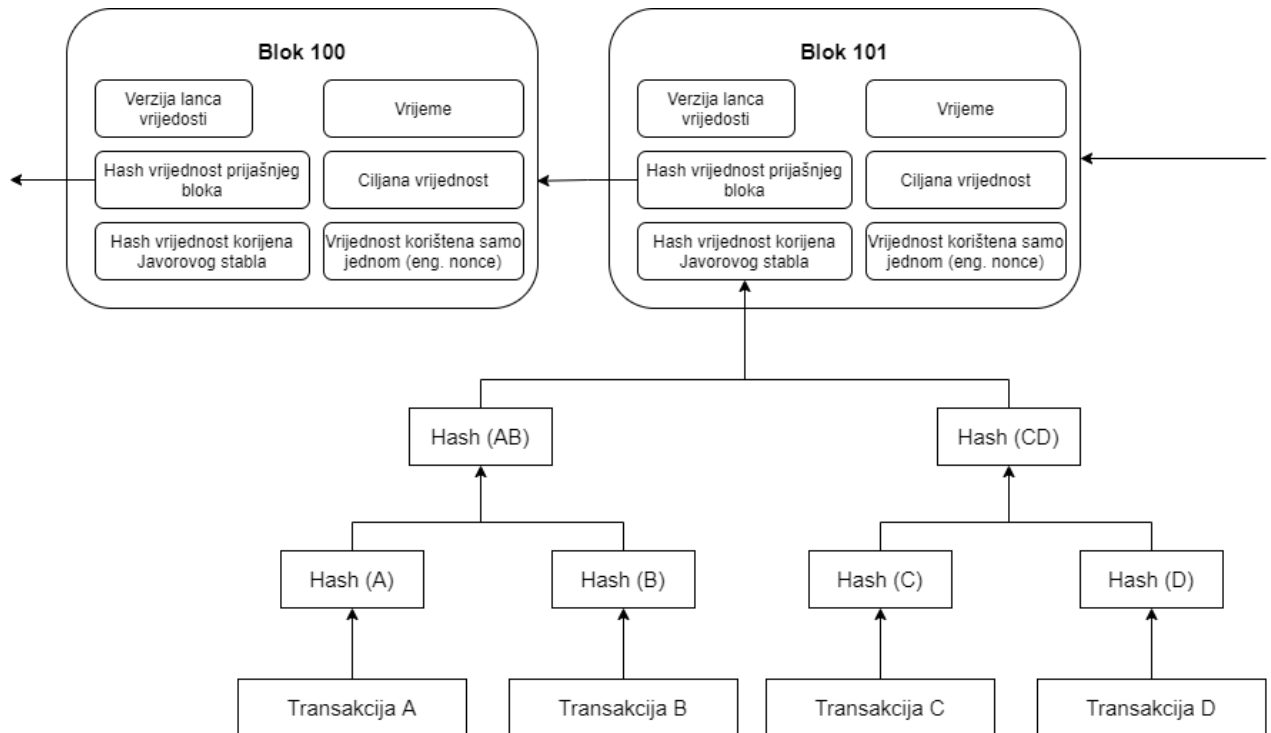 Blok 100
Verzija lanca
vrijedosti
Vrijeme
Hash vrijednost prijašnjeg
bloka
Ciljana vrijednost
Hash vrijednost korijena
Javorovog stabla
Vrijednost korištena samo
jednom (eng. nonce)
Blok 101
Verzija lanca
vrijedosti
Vrijeme
Hash vrijednost prijašnjeg
bloka
Ciljana vrijednost
Hash vrijednost korijena
Javorovog stabla
Vrijednost korištena samo
jednom (eng. nonce)
Hash (AB)
Hash (CD)
Hash (A)
Hash (B)
Hash (C)
Hash (D)
Transakcija A
Transakcija B
Transakcija C
Transakcija D